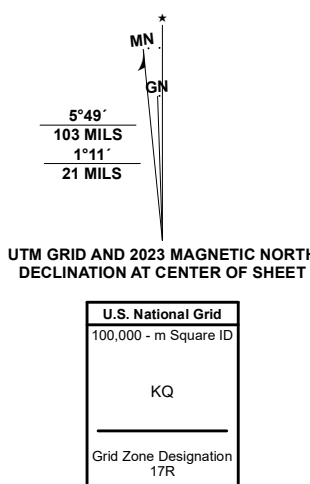 ★
MN
GN
5°49´
103 MILS
1°11´
21 MILS
UTM GRID AND 2023 MAGNETIC NORTH
DECLINATION AT CENTER OF SHEET
U.S. National Grid
100,000 - m Square ID
KQ
Grid Zone Designation
17R